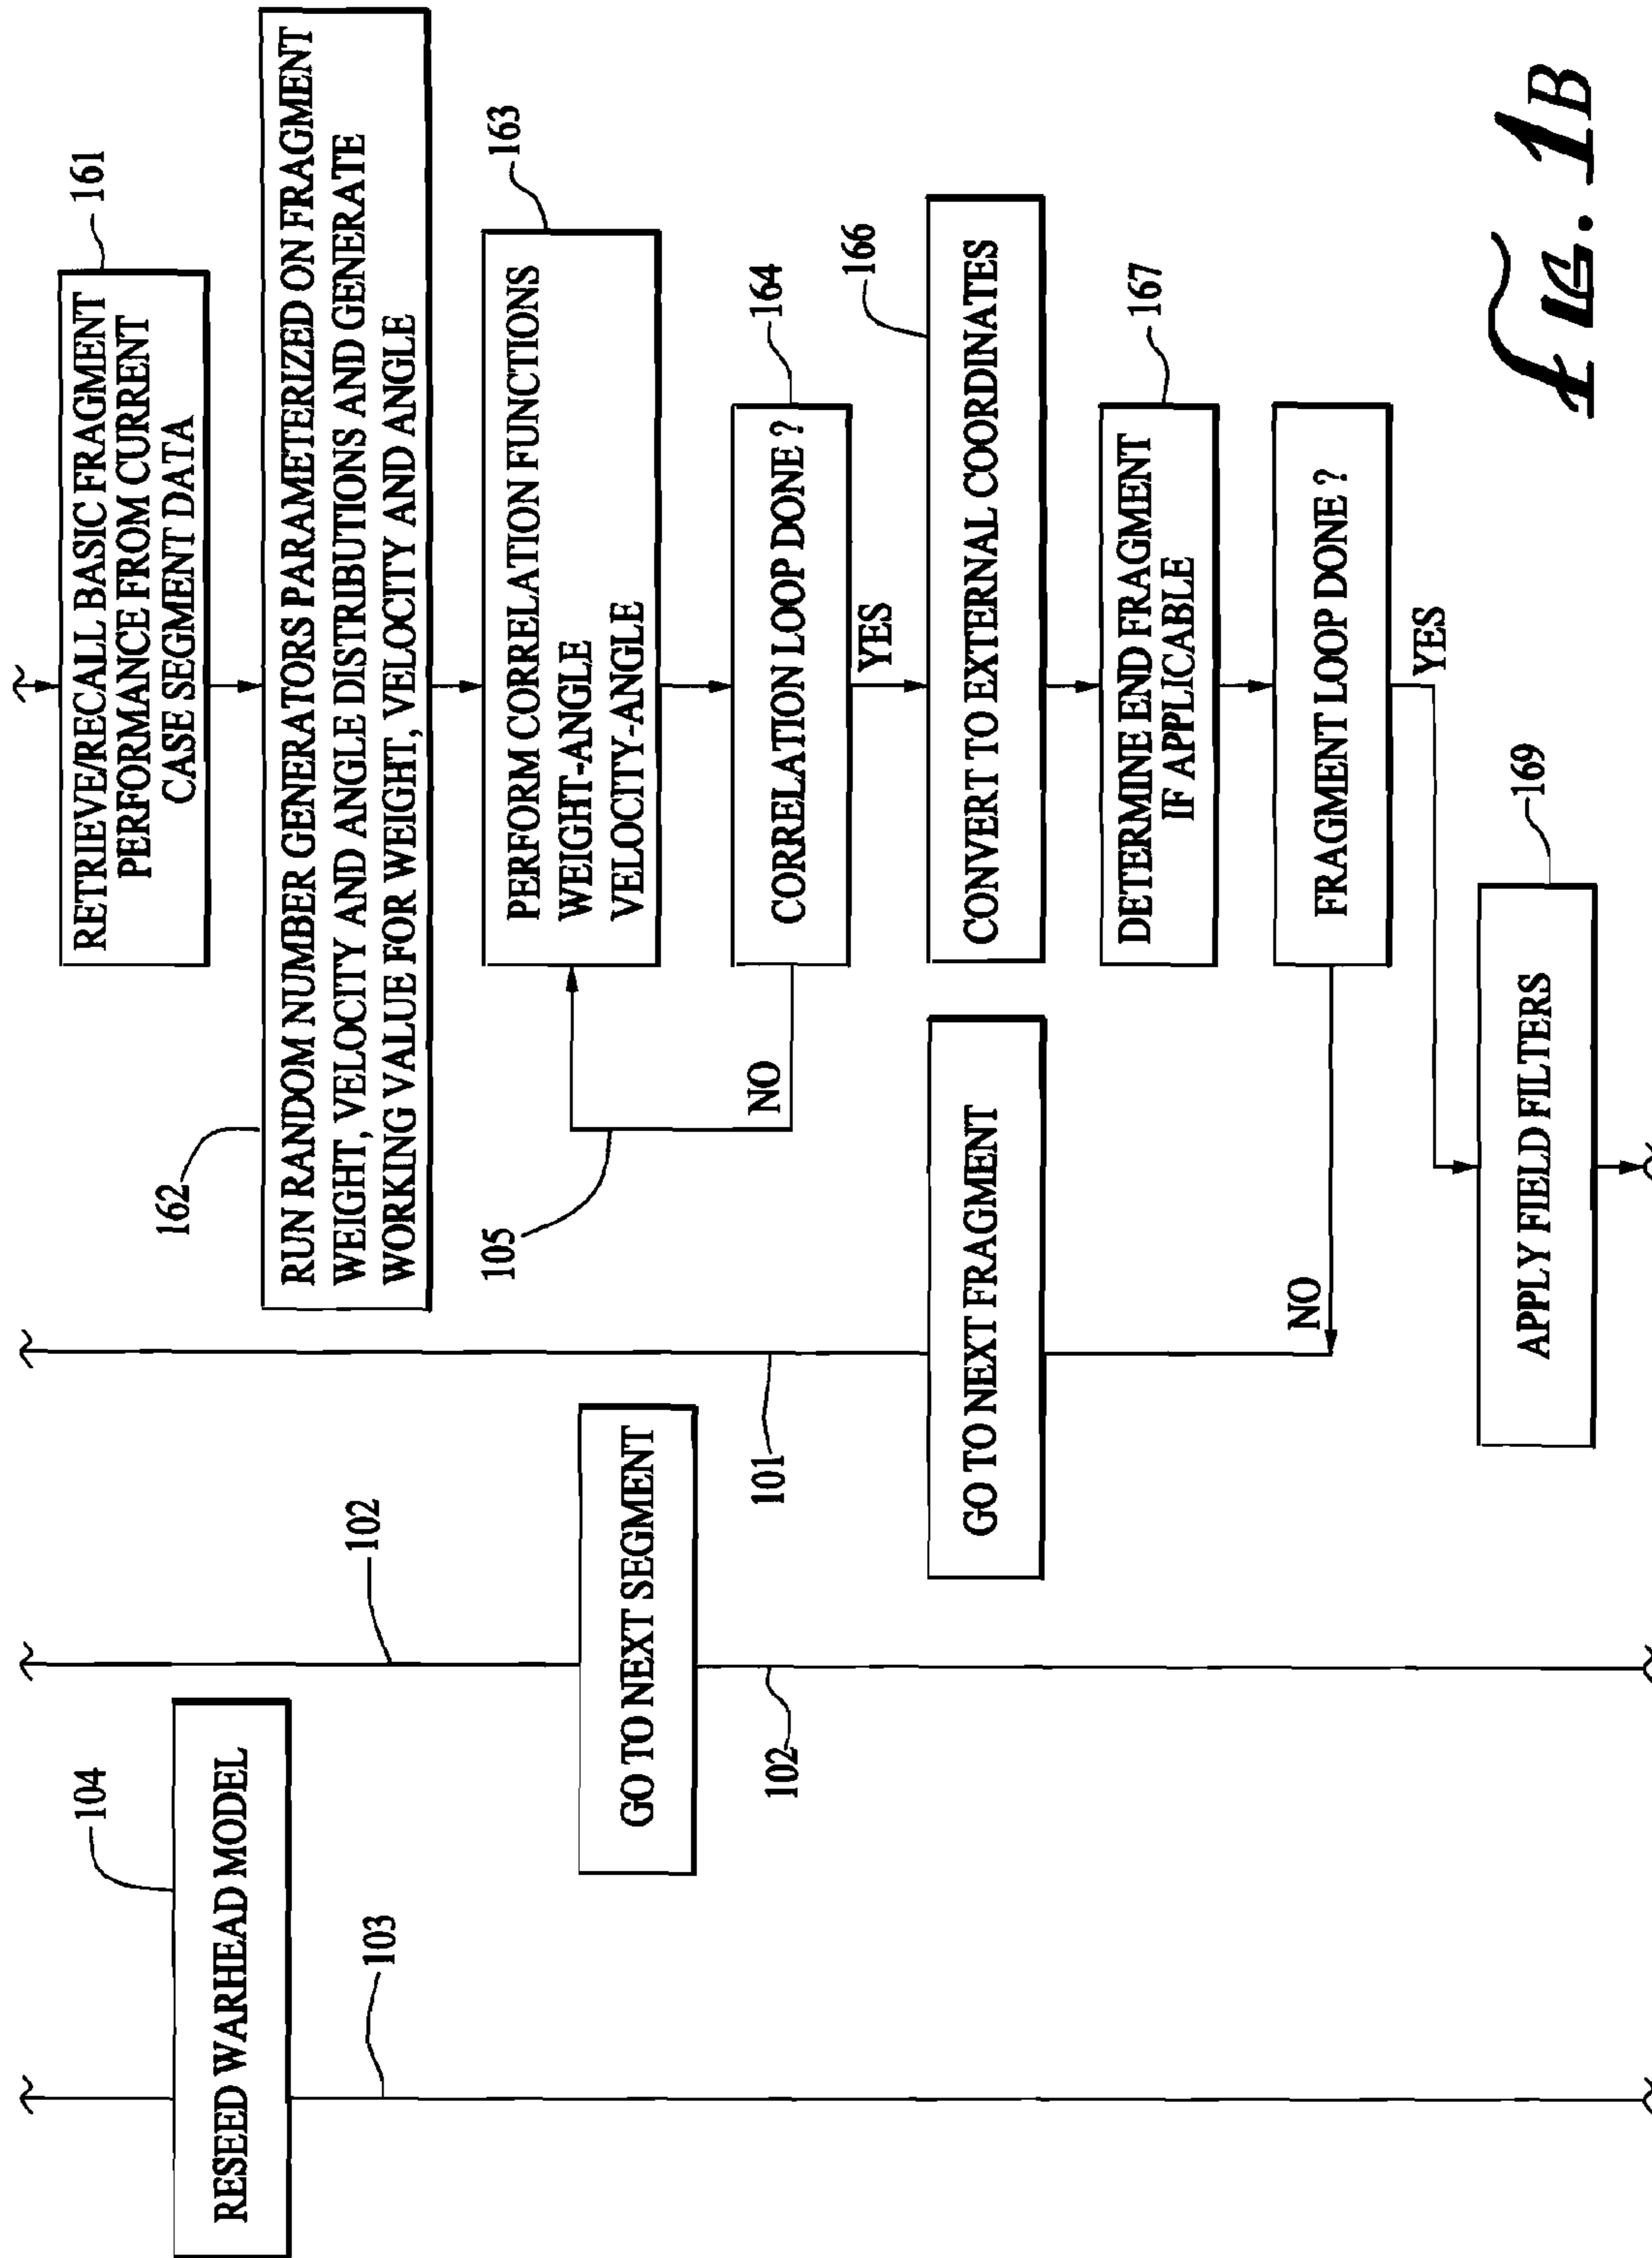 161
RETRIEVE/RECALL BASIC FRAGMENT
PERFORMANCE FROM CURRENT
CASE SEGMENT DATA
162
RUN RANDOM NUMBER GENERATORS PARAMETERIZED ON FRAGMENT
WEIGHT, VELOCITY AND ANGLE DISTRIBUTIONS AND GENERATE
WORKING VALUE FOR WEIGHT, VELOCITY AND ANGLE
163
PERFORM CORRELATION FUNCTIONS
WEIGHT-ANGLE
VELOCITY-ANGLE
105
164
CORRELATION LOOP DONE ?
NO
YES
166
CONVERT TO EXTERNAL COORDINATES
167
DETERMINE END FRAGMENT
IF APPLICABLE
FRAGMENT LOOP DONE ?
NO
YES
169
APPLY FIELD FILTERS
101
GO TO NEXT FRAGMENT
102
GO TO NEXT SEGMENT
102
104
RESEED WARHEAD MODEL
103
FIG. 1B